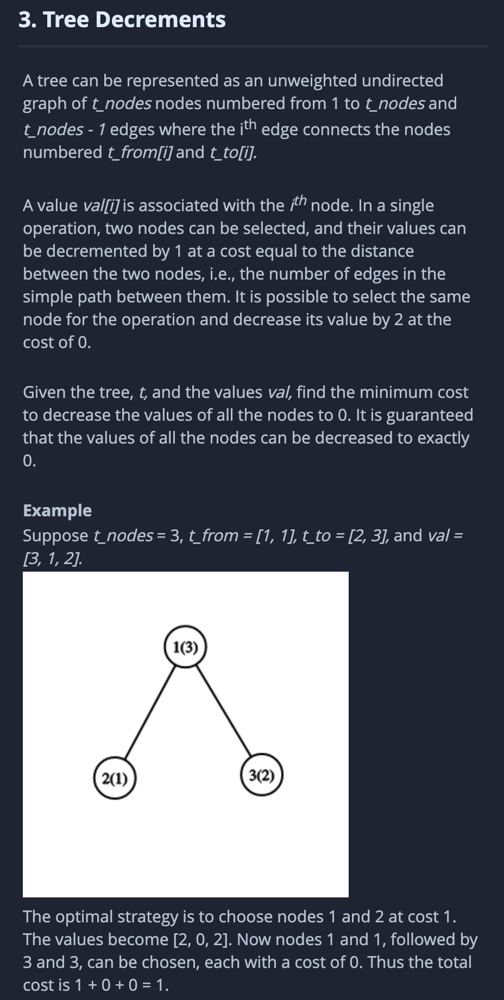 3. Tree Decrements
A tree can be represented as an unweighted undirected
graph of t_nodes nodes numbered from 1 to t_nodes and
t_nodes - 1 edges where the ith edge connects the nodes
numbered t_from[i] and t_to[i].
A value val[i] is associated with the ith node. In a single
operation, two nodes can be selected, and their values can
be decremented by 1 at a cost equal to the distance
between the two nodes, i.e., the number of edges in the
simple path between them. It is possible to select the same
node for the operation and decrease its value by 2 at the
cost of 0.
Given the tree, t, and the values val, find the minimum cost
to decrease the values of all the nodes to 0. It is guaranteed
that the values of all the nodes can be decreased to exactly
0.
Example
Suppose t_nodes = 3, t_from = [1, 1], t_to = [2, 3], and val =
[3, 1, 2].
1(3)
2(1)
3(2)
The optimal strategy is to choose nodes 1 and 2 at cost 1.
The values become [2, 0, 2]. Now nodes 1 and 1, followed by
3 and 3, can be chosen, each with a cost of 0. Thus the total
cost is 1 + 0 + 0 = 1.